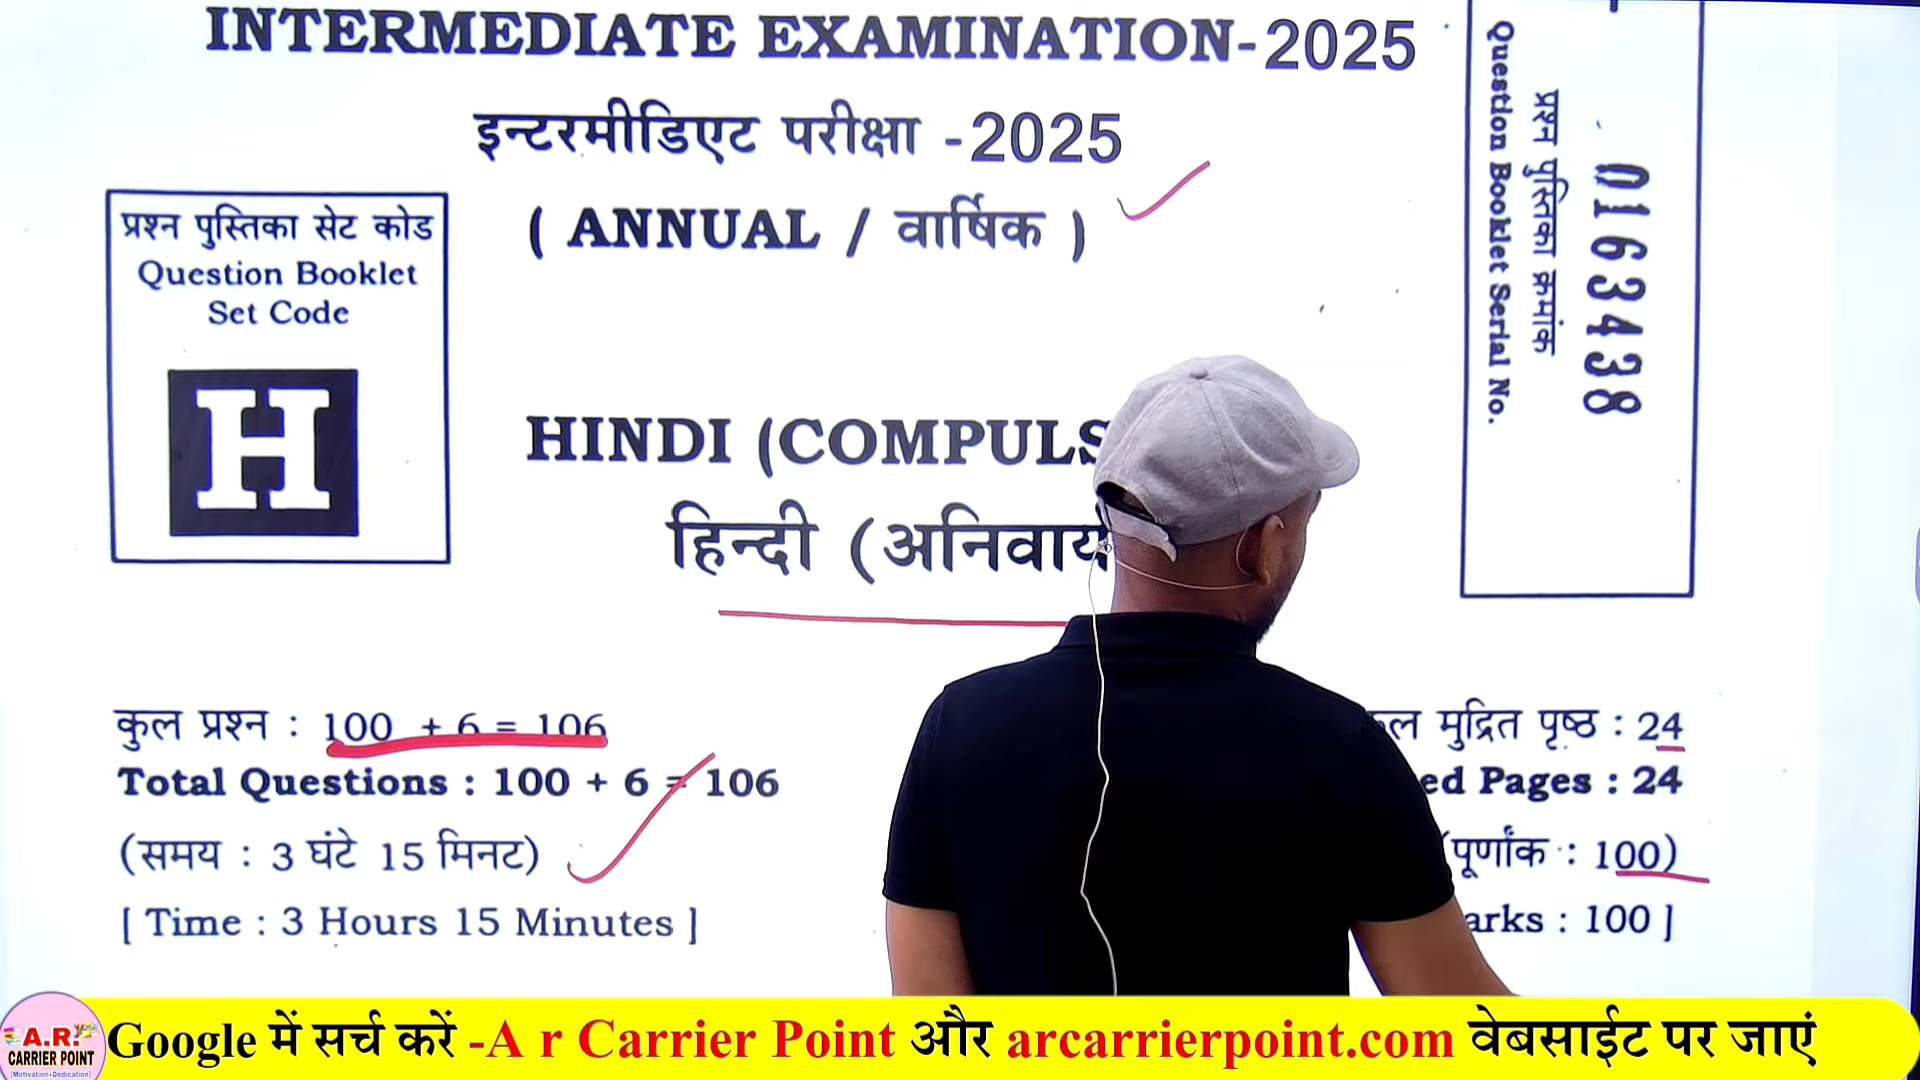 INTERMEDIATE EXAMINATION-2025
इन्टरमीडिएट परीक्षा -2025
( ANNUAL / वार्षिक )
प्रश्न पुस्तिका सेट कोड
Question Booklet
Set Code
H
HINDI (COMPULS
हिन्दी (अनिवाय
प्रश्न पुस्तिका क्रमांक
Question Booklet Serial No.
0163438
कुल प्रश्न : 100 + 6 = 106
Total Questions : 100 + 6 = 106
(समय : 3 घंटे 15 मिनट)
[ Time : 3 Hours 15 Minutes ]
ल मुद्रित पृष्ठ : 24
ed Pages : 24
(पूर्णांक : 100)
arks : 100 ]
A.R.
CARRIER POINT
(Motivation+Dedication)
Google में सर्च करें -A r Carrier Point और arcarrierpoint.com वेबसाईट पर जाएं